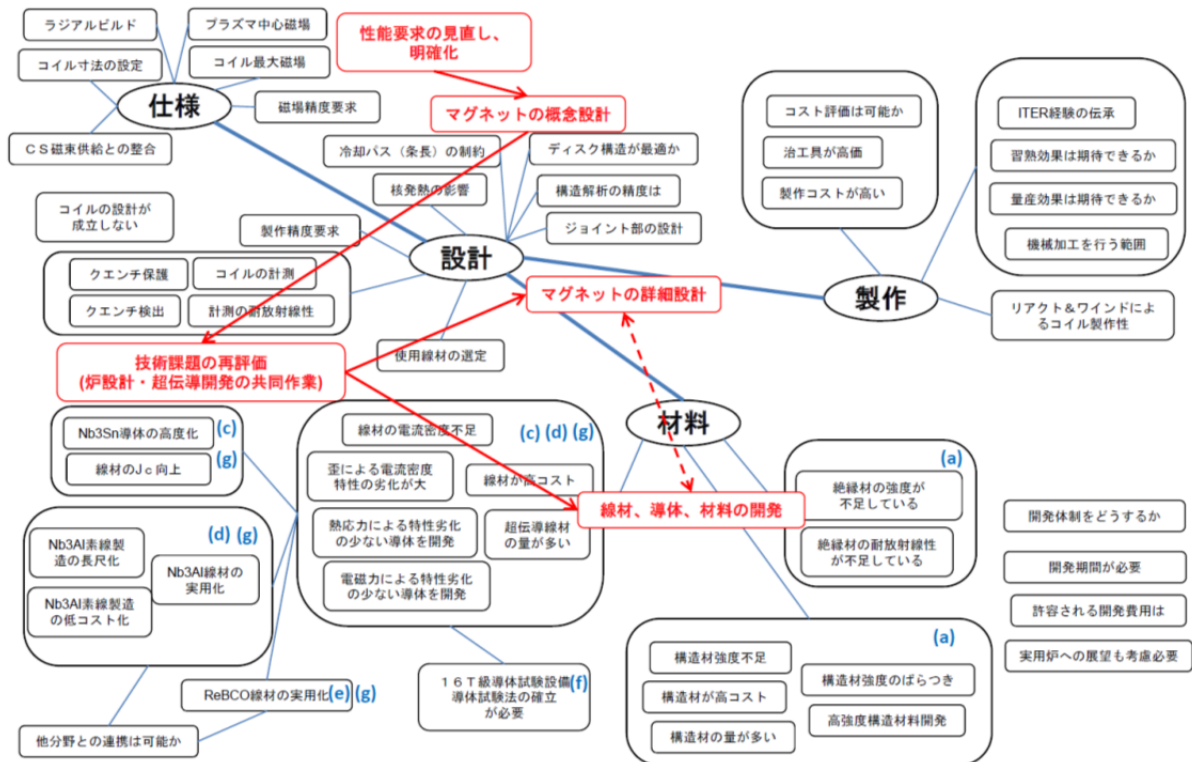 ラジアルビルド
プラズマ中心磁場
コイル寸法の設定
コイル最大磁場
仕様
磁場精度要求
ＣＳ磁束供給との整合
性能要求の見直し、
明確化
マグネットの概念設計
冷却パス（条長）の制約
ディスク構造が最適か
核発熱の影響
構造解析の精度は
ジョイント部の設計
製作精度要求
設計
コイルの設計が
成立しない
クエンチ保護
コイルの計測
クエンチ検出
計測の耐放射線性
使用線材の選定
マグネットの詳細設計
技術課題の再評価
(炉設計・超伝導開発の共同作業)
コスト評価は可能か
治工具が高価
製作コストが高い
ITER経験の伝承
習熟効果は期待できるか
量産効果は期待できるか
機械加工を行う範囲
製作
リアクト＆ワインドによ
るコイル製作性
材料
Nb3Sn導体の高度化
(c)
線材のＪｃ向上
(g)
線材の電流密度不足
(c) (d) (g)
歪による電流密度
特性の劣化が大
線材が高コスト
熱応力による特性劣化
の少ない導体を開発
超伝導線材
の量が多い
電磁力による特性劣化
の少ない導体を開発
線材、導体、材料の開発
(a)
絶縁材の強度が
不足している
絶縁材の耐放射線性
が不足している
(d) (g)
Nb3Al素線製
造の長尺化
Nb3Al線材の
実用化
Nb3Al素線製造
の低コスト化
ReBCO線材の実用化
(e) (g)
他分野との連携は可能か
１６Ｔ級導体試験設備
(f)
導体試験法の確立
が必要
(a)
構造材強度不足
構造材強度のばらつき
構造材が高コスト
高強度構造材料開発
構造材の量が多い
開発体制をどうするか
開発期間が必要
許容される開発費用は
実用炉への展望も考慮必要